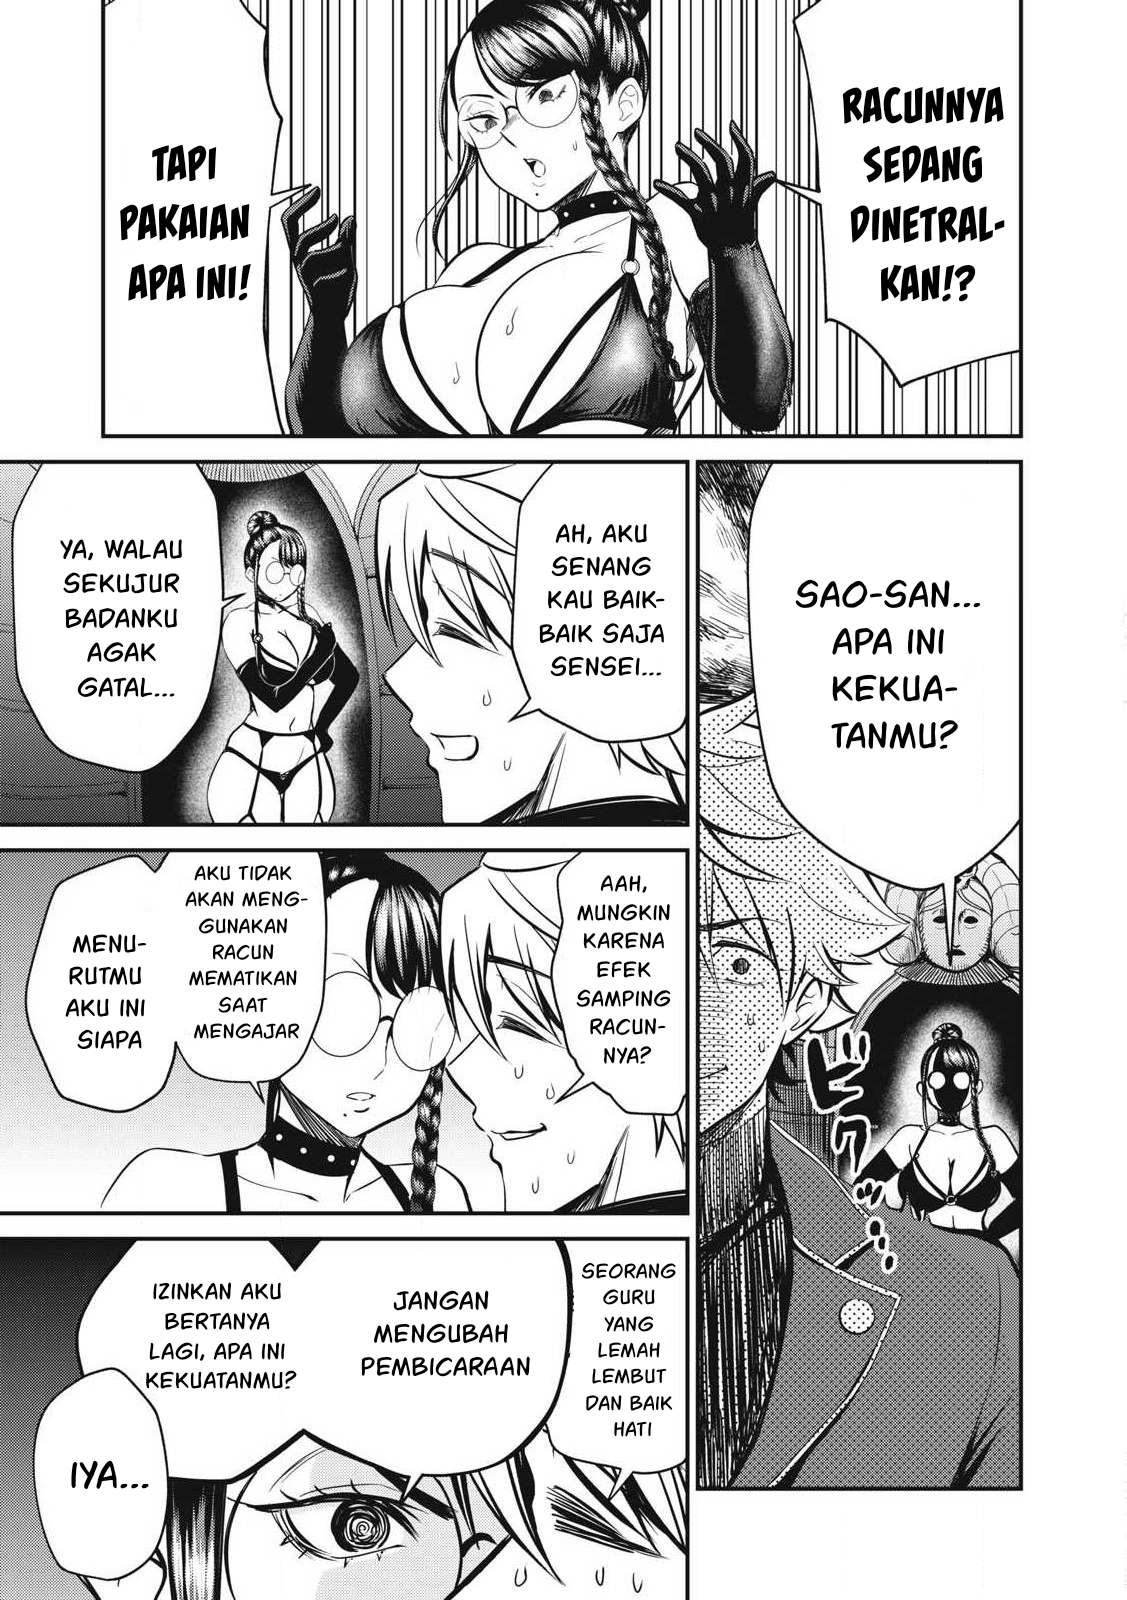 RACUNNYA
SEDANG
DINETRAL-
KAN!?
TAPI
PAKAIAN
APA INI!
SAO-SAN...
APA INI
KEKUA-
TANMU?
ビクッ
AH, AKU
SENANG
KAU BAIK-
BAIK SAJA
SENSEI...
YA, WALAU
SEKUJUR
BADANKU
AGAK
GATAL...
AAH,
MUNGKIN
KARENA
EFEK
SAMPING
RACUN-
NYA?
AKU TIDAK
AKAN MENG-
GUNAKAN
RACUN
MEMATIKAN
SAAT
MENGAJAR
MENU-
RUTMU
AKU INI
SIAPA
SEORANG
GURU
YANG
LEMAH
LEMBUT
DAN BAIK
HATI
JANGAN
MENGUBAH
PEMBICARAAN
IZINKAN AKU
BERTANYA
LAGI, APA INI
KEKUATANMU?
IYA...